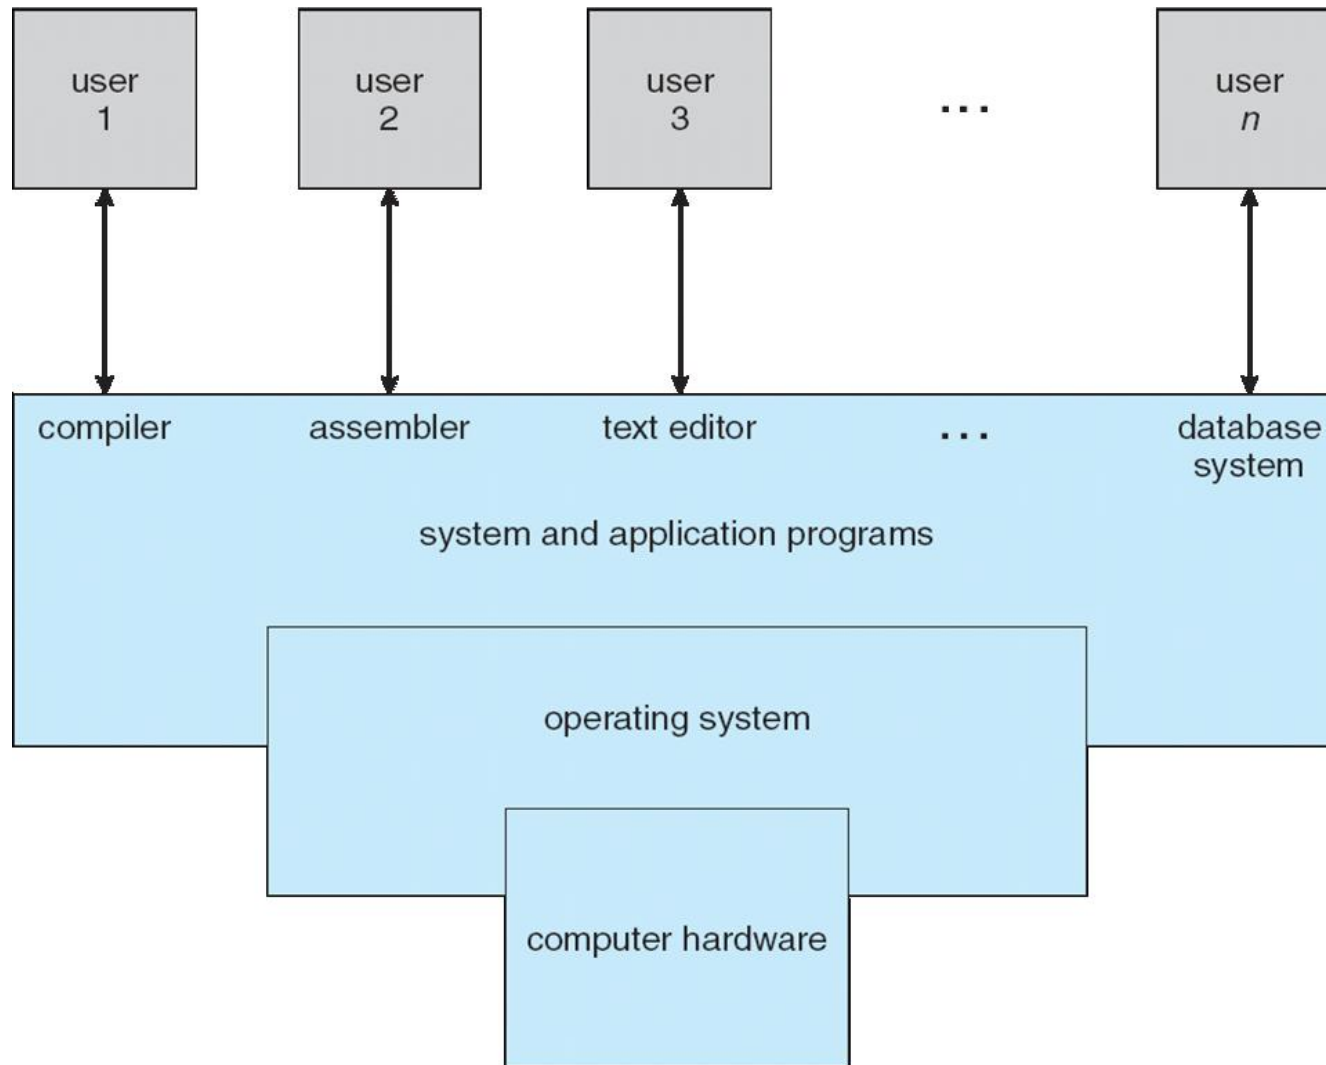 user
1
user
2
user
3
...
user
n
compiler
assembler
text editor
...
database
system
system and application programs
operating system
computer hardware